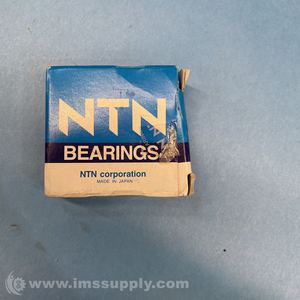 NTN
BEARINGS
NTN corporation
MADE IN JAPAN
www.imssupply.com